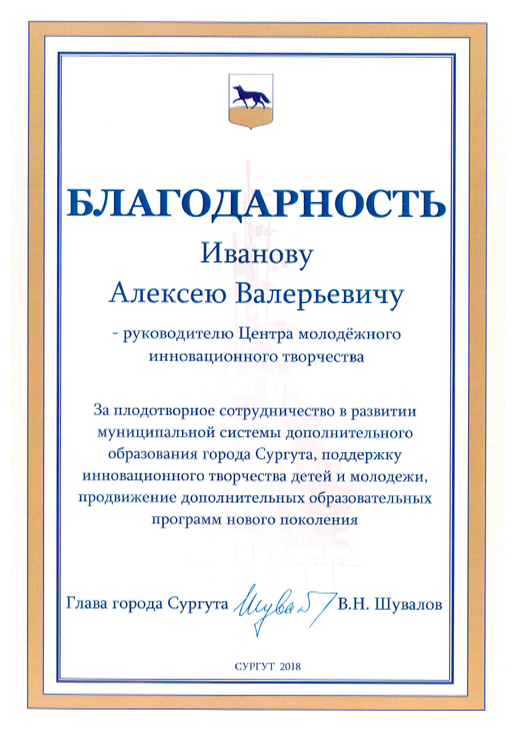 БЛАГОДАРНОСТЬ
Иванову
Алексею Валерьевичу
- руководителю Центра молодёжного
инновационного творчества
За плодотворное сотрудничество в развитии
муниципальной системы дополнительного
образования города Сургута, поддержку
инновационного творчества детей и молодежи,
продвижение дополнительных образовательных
программ нового поколения
Глава города Сургута Шувалов В.Н. Шувалов
СУРГУТ 2018